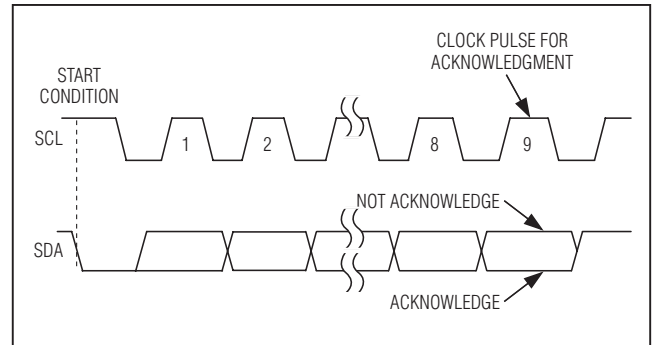 CLOCK PULSE FOR
ACKNOWLEDGMENT
START
CONDITION
SCL
1
2
8
9
NOT ACKNOWLEDGE
SDA
ACKNOWLEDGE